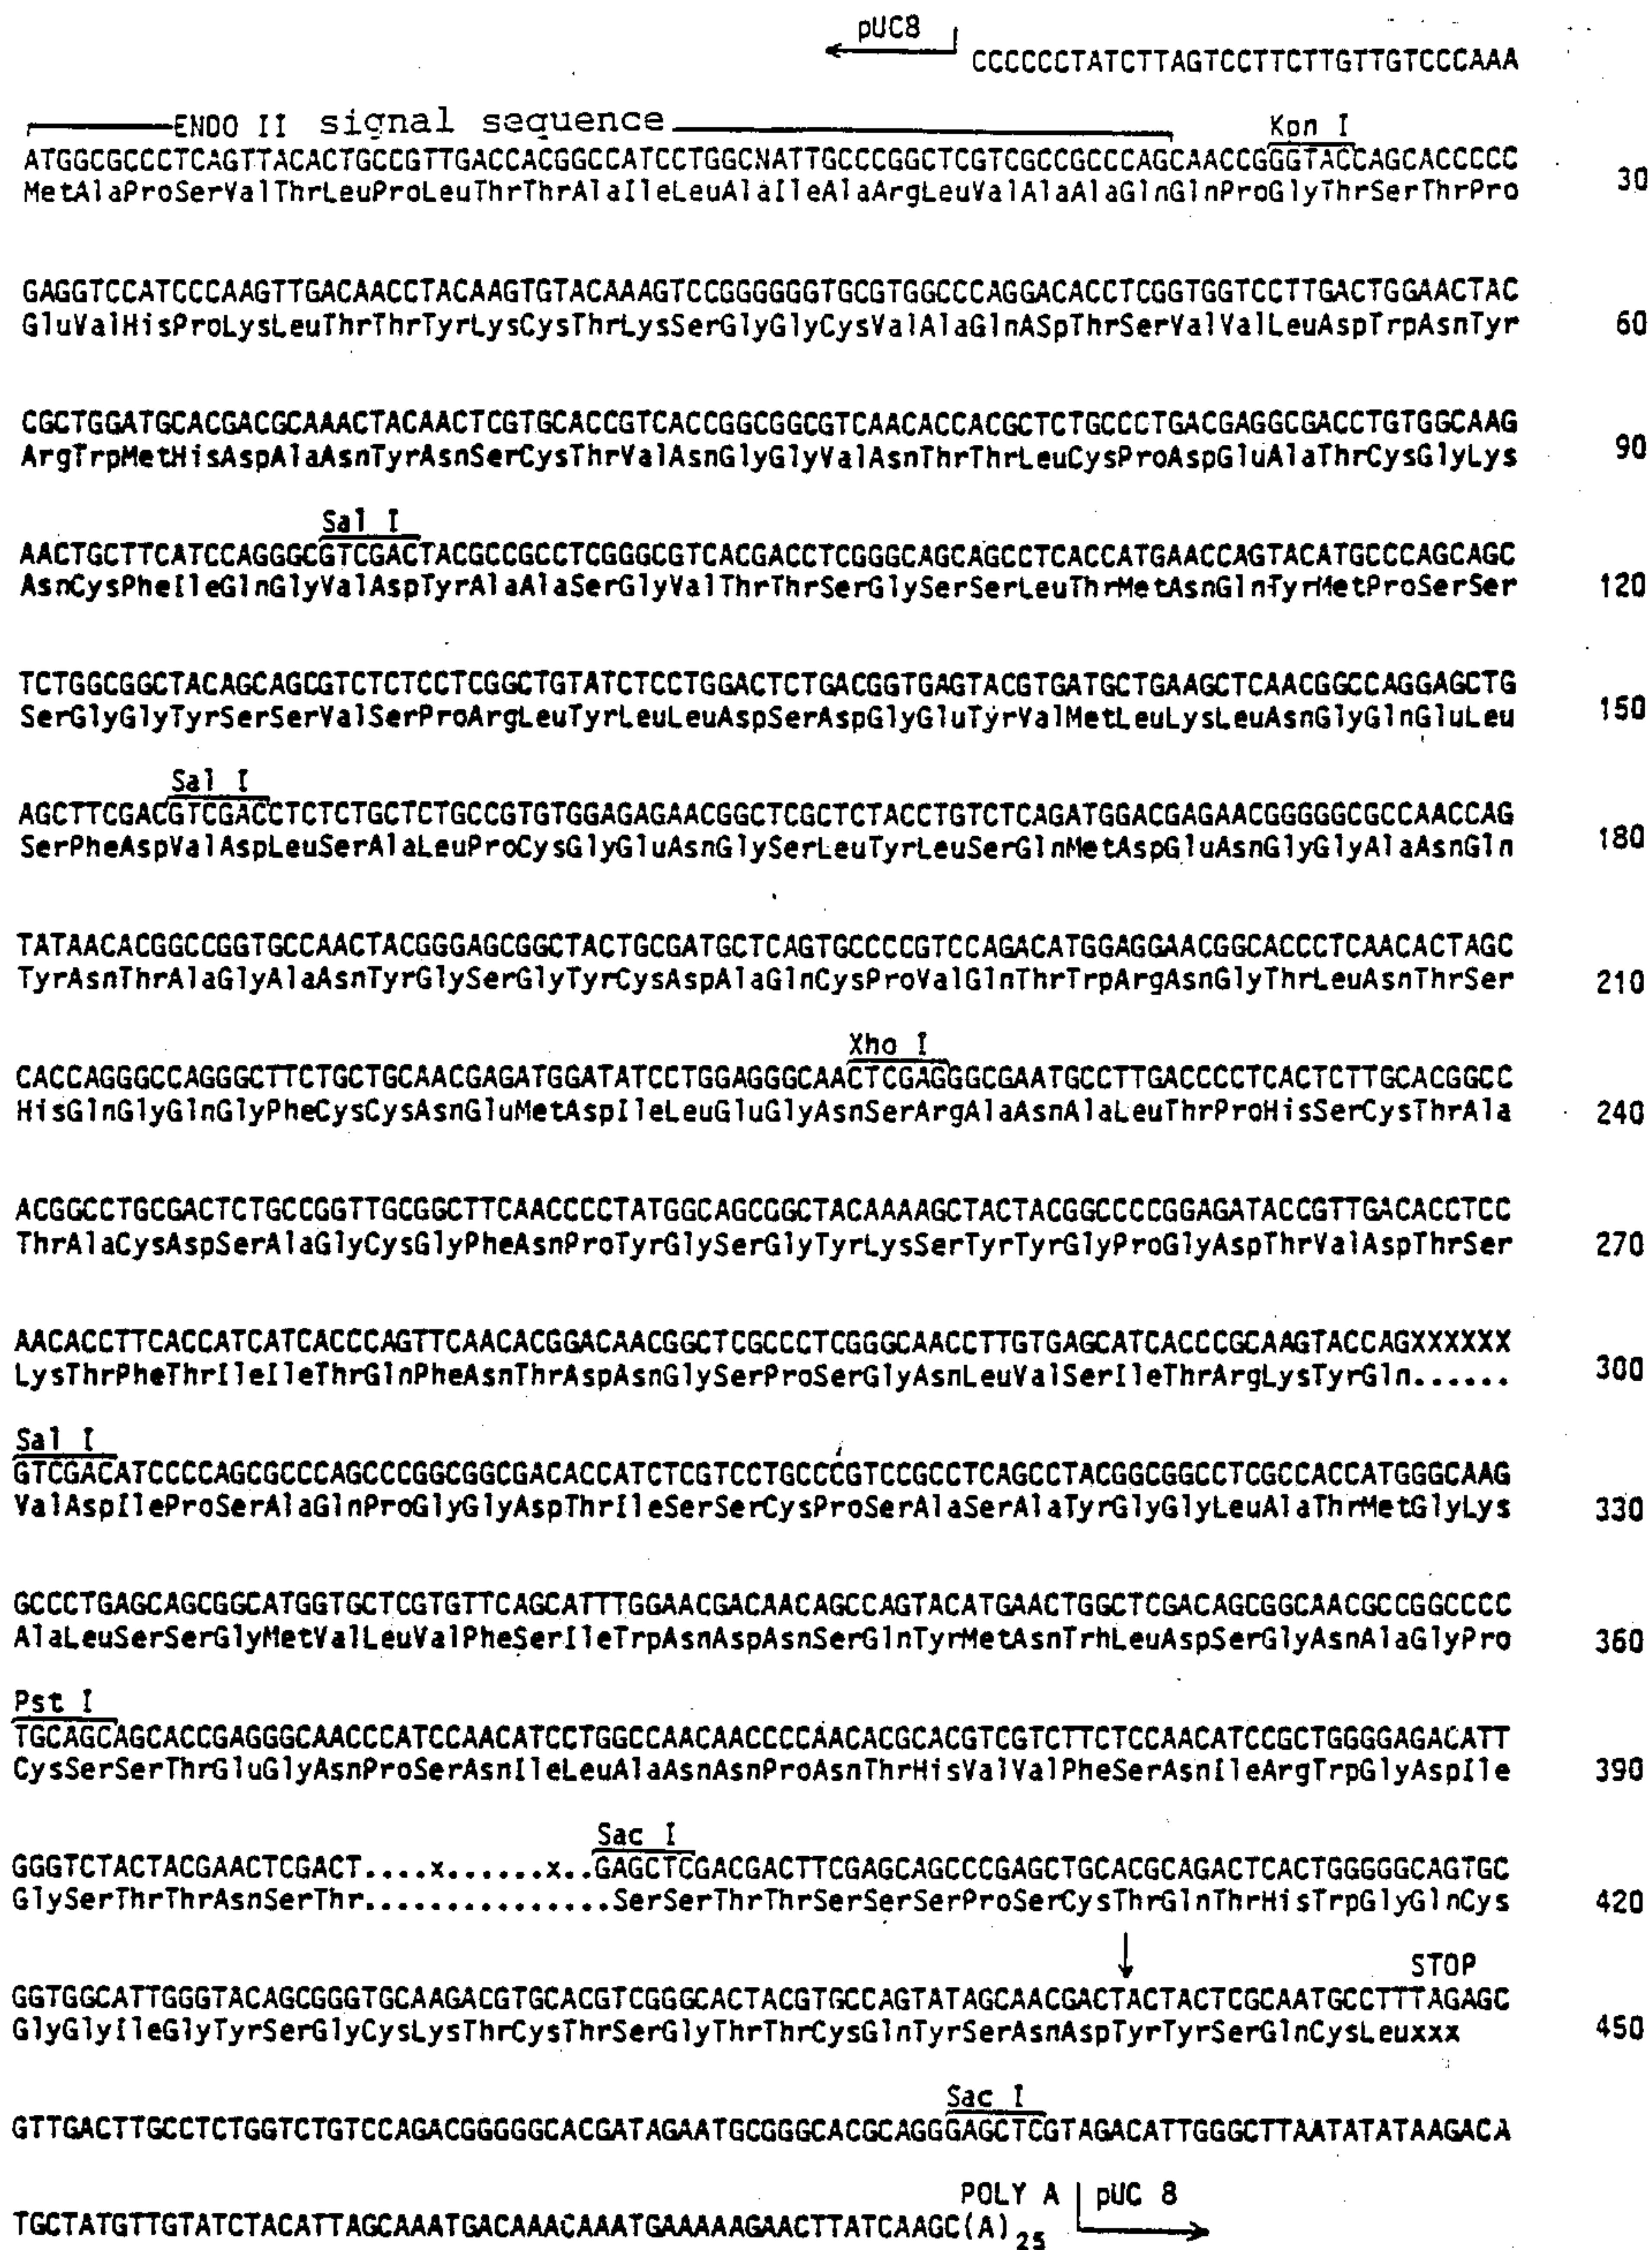 pUC8
CCCCCCTATCTTAGTCCTTCTTGTTGTCCCAAA
ENDO II signal sequence
Kpn I
ATGGCGCCCTCAGTTACACTGCCGTTGACCACGGCCATCCTGGCNATTGCCCGGCTCGTCGCCGCCCAGCAACCGGGTACCAGCACCCCC
MetAlaProSerValThrLeuProLeuThrThrAlaIleLeuAlaIleAlaArgLeuValAlaAlaGlnGlnProGlyThrSerThrPro 30
GAGGTCCATCCCAAGTTGACAACCTACAAGTGTACAAAGTCCGGGGGGTGCGTGGCCCAGGACACCTCGGTGGTCCTTGACTGGAACTAC
GluValHisProLysLeuThrThrTyrLysCysThrLysSerGlyGlyCysValAlaGlnASpThrSerValValLeuAspTrpAsnTyr 60
CGCTGGATGCACGACGCAAACTACAACTCGTGCACCGTCACCGGCGGCGTCAACACCACGCTCTGCCCTGACGAGGCGACCTGTGGCAAG
ArgTrpMetHisAspAlaAsnTyrAsnSerCysThrValAsnGlyGlyValAsnThrThrLeuCysProAspGluAlaThrCysGlyLys 90
Sal I
AACTGCTTCATCCAGGGCGTCGACTACGCCGCCTCGGGCGTCACGACCTCGGGCAGCAGCCTCACCATGAACCAGTACATGCCCAGCAGC
AsnCysPheIleGlnGlyValAspTyrAlaAlaSerGlyValThrThrSerGlySerSerLeuThrMetAsnGlnTyrMetProSerSer 120
TCTGGCGGCTACAGCAGCGTCTCTCCTCGGCTGTATCTCCTGGACTCTGACGGTGAGTACGTGATGCTGAAGCTCAACGGCCAGGAGCTG
SerGlyGlyTyrSerSerValSerProArgLeuTyrLeuLeuAspSerAspGlyGluTyrValMetLeuLysLeuAsnGlyGlnGluLeu 150
Sal I
AGCTTCGACGTCGACCTCTCTGCTCTGCCGTGTGGAGAGAACGGCTCGCTCTACCTGTCTCAGATGGACGAGAACGGGGGCGCCAACCAG
SerPheAspValAspLeuSerAlaLeuProCysGlyGluAsnGlySerLeuTyrLeuSerGlnMetAspGluAsnGlyGlyAlaAsnGln 180
TATAACACGGCCGGTGCCAACTACGGGAGCGGCTACTGCGATGCTCAGTGCCCCGTCCAGACATGGAGGAACGGCACCCTCAACACTAGC
TyrAsnThrAlaGlyAlaAsnTyrGlySerGlyTyrCysAspAlaGlnCysProValGlnThrTrpArgAsnGlyThrLeuAsnThrSer 210
Xho I
CACCAGGGCCAGGGCTTCTGCTGCAACGAGATGGATATCCTGGAGGGCAACTCGAGGGCGAATGCCTTGACCCCTCACTCTTGCACGGCC
HisGlnGlyGlnGlyPheCysCysAsnGluMetAspIleLeuGluGlyAsnSerArgAlaAsnAlaLeuThrProHisSerCysThrAla 240
ACGGCCTGCGACTCTGCCGGTTGCGGCTTCAACCCCTATGGCAGCGGCTACAAAAGCTACTACGGCCCCGGAGATACCGTTGACACCTCC
ThrAlaCysAspSerAlaGlyCysGlyPheAsnProTyrGlySerGlyTyrLysSerTyrTyrGlyProGlyAspThrValAspThrSer 270
AACACCTTCACCATCATCACCCAGTTCAACACGGACAACGGCTCGCCCTCGGGCAACCTTGTGAGCATCACCCGCAAGTACCAGXXXXXX
LysThrPheThrIleIleThrGlnPheAsnThrAspAsnGlySerProSerGlyAsnLeuValSerIleThrArgLysTyrGln...... 300
Sal I
GTCGACATCCCCAGCGCCCAGCCCGGCGGCGACACCATCTCGTCCTGCCCGTCCGCCTCAGCCTACGGCGGCCTCGCCACCATGGGCAAG
ValAspIleProSerAlaGlnProGlyGlyAspThrIleSerSerCysProSerAlaSerAlaTyrGlyGlyLeuAlaThrMetGlyLys 330
GCCCTGAGCAGCGGCATGGTGCTCGTGTTCAGCATTTGGAACGACAACAGCCAGTACATGAACTGGCTCGACAGCGGCAACGCCGGCCCC
AlaLeuSerSerGlyMetValLeuValPheSerIleTrpAsnAspAsnSerGlnTyrMetAsnTrhLeuAspSerGlyAsnAlaGlyPro 360
Pst I
TGCAGCAGCACCGAGGGCAACCCATCCAACATCCTGGCCAACAACCCCAACACGCACGTCGTCTTCTCCAACATCCGCTGGGGAGACATT
CysSerSerThrGluGlyAsnProSerAsnIleLeuAlaAsnAsnProAsnThrHisValValPheSerAsnIleArgTrpGlyAspIle 390
Sac I
GGGTCTACTACGAACTCGACT....x......x..GAGCTCGACGACTTCGAGCAGCCCGAGCTGCACGCAGACTCACTGGGGGCAGTGC
GlySerThrThrAsnSerThr...............SerSerThrThrSerSerSerProSerCysThrGlnThrHisTrpGlyGlnCys 420
STOP
GGTGGCATTGGGTACAGCGGGTGCAAGACGTGCACGTCGGGCACTACGTGCCAGTATAGCAACGACTACTACTCGCAATGCCTTTAGAGC
GlyGlyIleGlyTyrSerGlyCysLysThrCysThrSerGlyThrThrCysGlnTyrSerAsnAspTyrTyrSerGlnCysLeuxxx 450
Sac I
GTTGACTTGCCTCTGGTCTGTCCAGACGGGGGCACGATAGAATGCGGGCACGCAGGGAGCTCGTAGACATTGGGCTTAATATATAAGACA
POLY A pUC 8
TGCTATGTTGTATCTACATTAGCAAATGACAAACAAATGAAAAAGAACTTATCAAGC(A)25